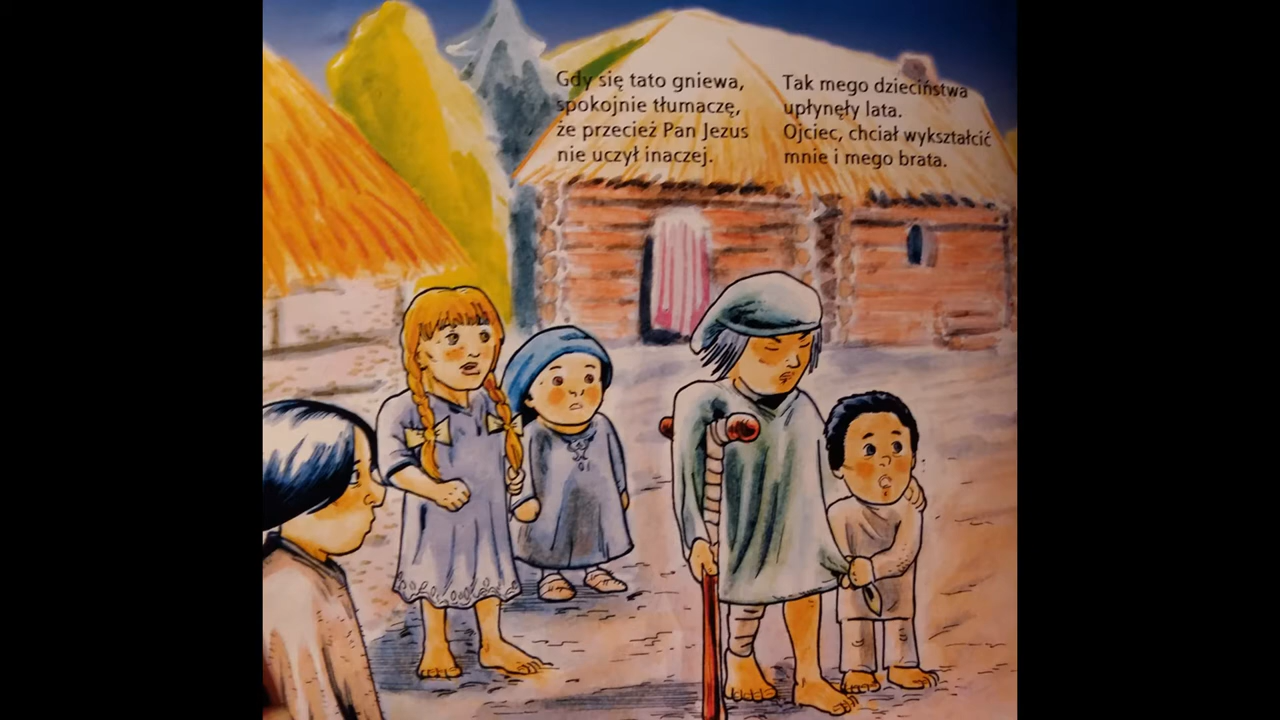 Gdy się tato gniewa,
spokojnie tłumaczę,
że przecież Pan Jezus
nie uczył inaczej.
Tak mego dzieciństwa
upłynęły lata.
Ojciec, chciał wykształcić
mnie i mego brata.